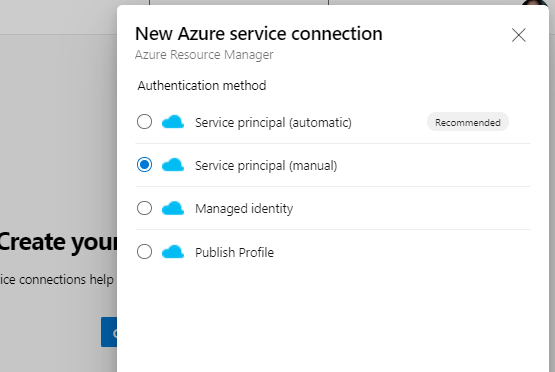 New Azure service connection
Azure Resource Manager
Authentication method
Service principal (automatic)
Recommended
Service principal (manual)
Managed identity
Publish Profile
Create your
ice connections help